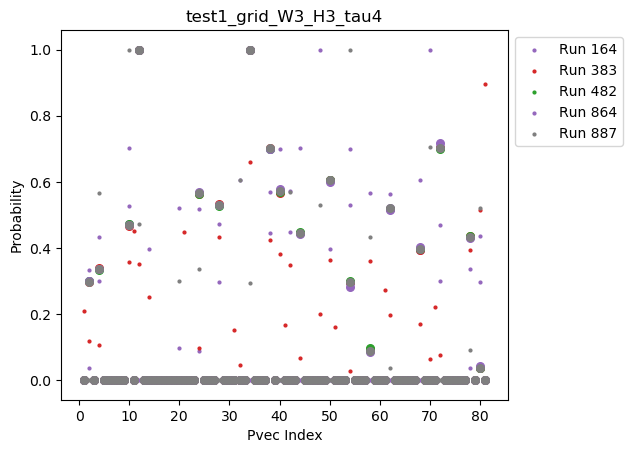 test1_grid_W3_H3_tau4
Run 164
Run 383
Run 482
Run 864
Run 887
Probability
1.0
0.8
0.6
0.4
0.2
0.0
0 10 20 30 40 50 60 70 80
Pvec Index